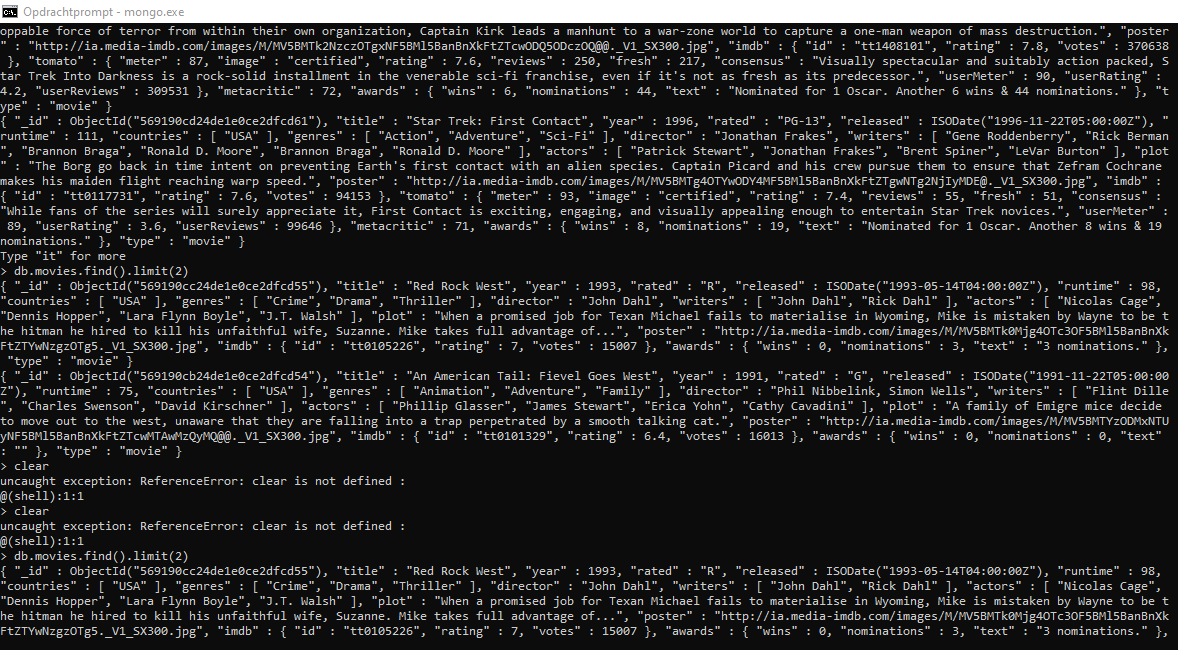 Opdrachtprompt - mongo.exe
oppable force of terror from within their own organization, Captain Kirk leads a manhunt to a war-zone world to capture a one-man weapon of mass destruction.", "poster
" : "http://ia.media-imdb.com/images/M/MV5BMTk2NzczOTgxNF5BMl5BanBnXkFtZTcwODQ5ODczOQ@@._V1_SX300.jpg", "imdb" : { "id" : "tt1408101", "rating" : 7.8, "votes" : 370638
 }, "tomato" : { "meter" : 87, "image" : "certified", "rating" : 7.6, "reviews" : 250, "fresh" : 217, "consensus" : "Visually spectacular and suitably action packed, S
tar Trek Into Darkness is a rock-solid installment in the venerable sci-fi franchise, even if it's not as fresh as its predecessor.", "userMeter" : 90, "userRating" :
4.2, "userReviews" : 309531 }, "metacritic" : 72, "awards" : { "wins" : 6, "nominations" : 44, "text" : "Nominated for 1 Oscar. Another 6 wins & 44 nominations." }, "t
ype" : "movie" }
{ "_id" : ObjectId("569190cd24de1e0ce2dfcd61"), "title" : "Star Trek: First Contact", "year" : 1996, "rated" : "PG-13", "released" : ISODate("1996-11-22T05:00:00Z"), "
runtime" : 111, "countries" : [ "USA" ], "genres" : [ "Action", "Adventure", "Sci-Fi" ], "director" : "Jonathan Frakes", "writers" : [ "Gene Roddenberry", "Rick Berman
", "Brannon Braga", "Ronald D. Moore", "Brannon Braga", "Ronald D. Moore" ], "actors" : [ "Patrick Stewart", "Jonathan Frakes", "Brent Spiner", "LeVar Burton" ], "plot
" : "The Borg go back in time intent on preventing Earth's first contact with an alien species. Captain Picard and his crew pursue them to ensure that Zefram Cochrane
makes his maiden flight reaching warp speed.", "poster" : "http://ia.media-imdb.com/images/M/MV5BMTg4OTYwODY4MF5BMl5BanBnXkFtZTgwNTg2NjIyMDE@._V1_SX300.jpg", "imdb" :
{ "id" : "tt0117731", "rating" : 7.6, "votes" : 94153 }, "tomato" : { "meter" : 93, "image" : "certified", "rating" : 7.4, "reviews" : 55, "fresh" : 51, "consensus" :
"While fans of the series will surely appreciate it, First Contact is exciting, engaging, and visually appealing enough to entertain Star Trek novices.", "userMeter" :
 89, "userRating" : 3.6, "userReviews" : 99646 }, "metacritic" : 71, "awards" : { "wins" : 8, "nominations" : 19, "text" : "Nominated for 1 Oscar. Another 8 wins & 19
nominations." }, "type" : "movie" }
Type "it" for more
> db.movies.find().limit(2)
{ "_id" : ObjectId("569190cc24de1e0ce2dfcd55"), "title" : "Red Rock West", "year" : 1993, "rated" : "R", "released" : ISODate("1993-05-14T04:00:00Z"), "runtime" : 98,
"countries" : [ "USA" ], "genres" : [ "Crime", "Drama", "Thriller" ], "director" : "John Dahl", "writers" : [ "John Dahl", "Rick Dahl" ], "actors" : [ "Nicolas Cage",
"Dennis Hopper", "Lara Flynn Boyle", "J.T. Walsh" ], "plot" : "When a promised job for Texan Michael fails to materialise in Wyoming, Mike is mistaken by Wayne to be t
he hitman he hired to kill his unfaithful wife, Suzanne. Mike takes full advantage of...", "poster" : "http://ia.media-imdb.com/images/M/MV5BMTk0Mjg4OTc3OF5BMl5BanBnXk
FtZTYwNzgzOTg5._V1_SX300.jpg", "imdb" : { "id" : "tt0105226", "rating" : 7, "votes" : 15007 }, "awards" : { "wins" : 0, "nominations" : 3, "text" : "3 nominations." },
 "type" : "movie" }
{ "_id" : ObjectId("569190cb24de1e0ce2dfcd54"), "title" : "An American Tail: Fievel Goes West", "year" : 1991, "rated" : "G", "released" : ISODate("1991-11-22T05:00:00
Z"), "runtime" : 75, "countries" : [ "USA" ], "genres" : [ "Animation", "Adventure", "Family" ], "director" : "Phil Nibbelink, Simon Wells", "writers" : [ "Flint Dille
", "Charles Swenson", "David Kirschner" ], "actors" : [ "Phillip Glasser", "James Stewart", "Erica Yohn", "Cathy Cavadini" ], "plot" : "A family of Emigre mice decide
to move out to the west, unaware that they are falling into a trap perpetrated by a smooth talking cat.", "poster" : "http://ia.media-imdb.com/images/M/MV5BMTYzODMxNTU
yNF5BMl5BanBnXkFtZTcwMTAwMzQyMQ@@._V1_SX300.jpg", "imdb" : { "id" : "tt0101329", "rating" : 6.4, "votes" : 16013 }, "awards" : { "wins" : 0, "nominations" : 0, "text"
: "" }, "type" : "movie" }
> clear
uncaught exception: ReferenceError: clear is not defined :
@(shell):1:1
> clear
uncaught exception: ReferenceError: clear is not defined :
@(shell):1:1
> db.movies.find().limit(2)
{ "_id" : ObjectId("569190cc24de1e0ce2dfcd55"), "title" : "Red Rock West", "year" : 1993, "rated" : "R", "released" : ISODate("1993-05-14T04:00:00Z"), "runtime" : 98,
"countries" : [ "USA" ], "genres" : [ "Crime", "Drama", "Thriller" ], "director" : "John Dahl", "writers" : [ "John Dahl", "Rick Dahl" ], "actors" : [ "Nicolas Cage",
"Dennis Hopper", "Lara Flynn Boyle", "J.T. Walsh" ], "plot" : "When a promised job for Texan Michael fails to materialise in Wyoming, Mike is mistaken by Wayne to be t
he hitman he hired to kill his unfaithful wife, Suzanne. Mike takes full advantage of...", "poster" : "http://ia.media-imdb.com/images/M/MV5BMTk0Mjg4OTc3OF5BMl5BanBnXk
FtZTYwNzgzOTg5._V1_SX300.jpg", "imdb" : { "id" : "tt0105226", "rating" : 7, "votes" : 15007 }, "awards" : { "wins" : 0, "nominations" : 3, "text" : "3 nominations." },